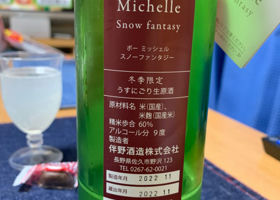 Michelle
Snow fantasy
ボー ミッシェル
スノーファンタジー
冬季限定
うすにごり生原酒
原材料名 米(国産)、
米麹(国産米)
精米歩合 60%
アルコール分 9度
製造者
伴野酒造株式会社
長野県佐久市野沢 123
TEL 0267-62-0021
製造年月 2022 11
蔵出年月 2022 11